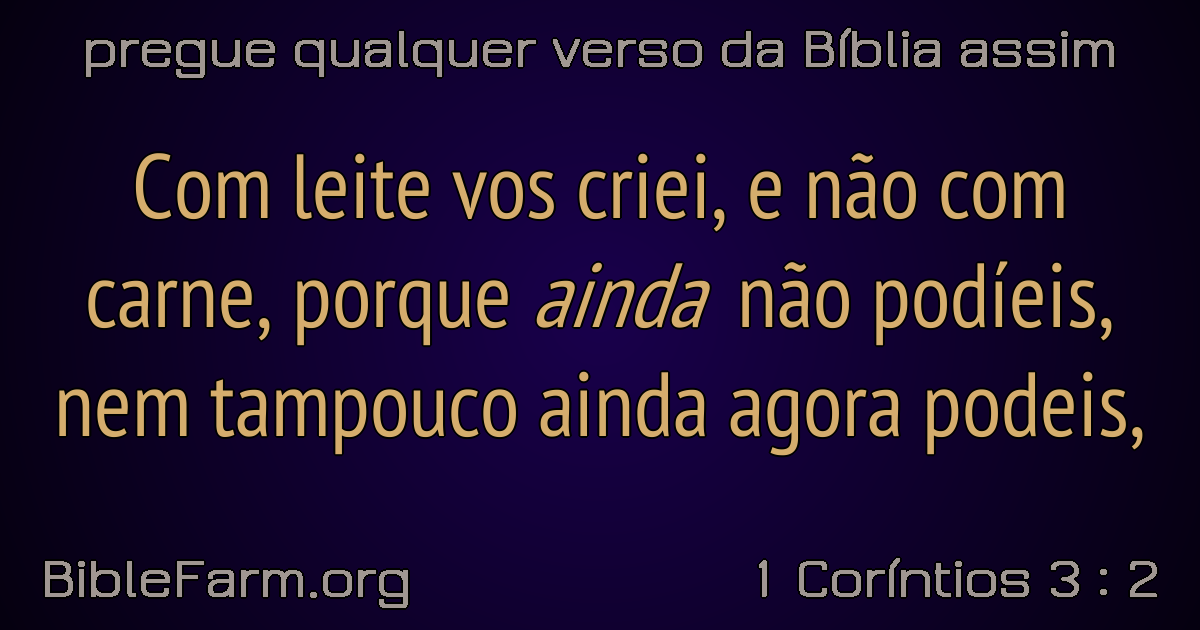 pregue qualquer verso da Bíblia assim
Com leite vos criei, e não com
carne, porque ainda não podíeis,
nem tampouco ainda agora podeis,
BibleFarm.org
1 Coríntios 3 : 2